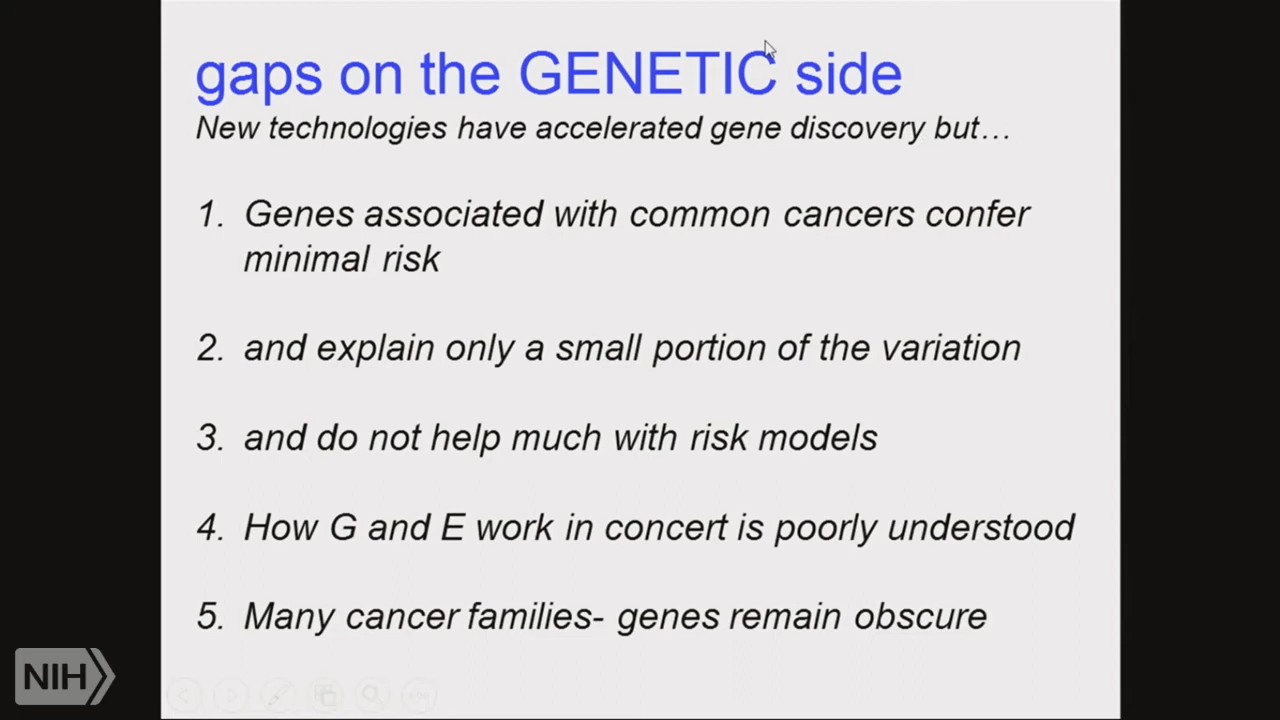 gaps on the GENETIC side
New technologies have accelerated gene discovery but…
1. Genes associated with common cancers confer
minimal risk
2. and explain only a small portion of the variation
3. and do not help much with risk models
4. How G and E work in concert is poorly understood
5. Many cancer families- genes remain obscure
NIH